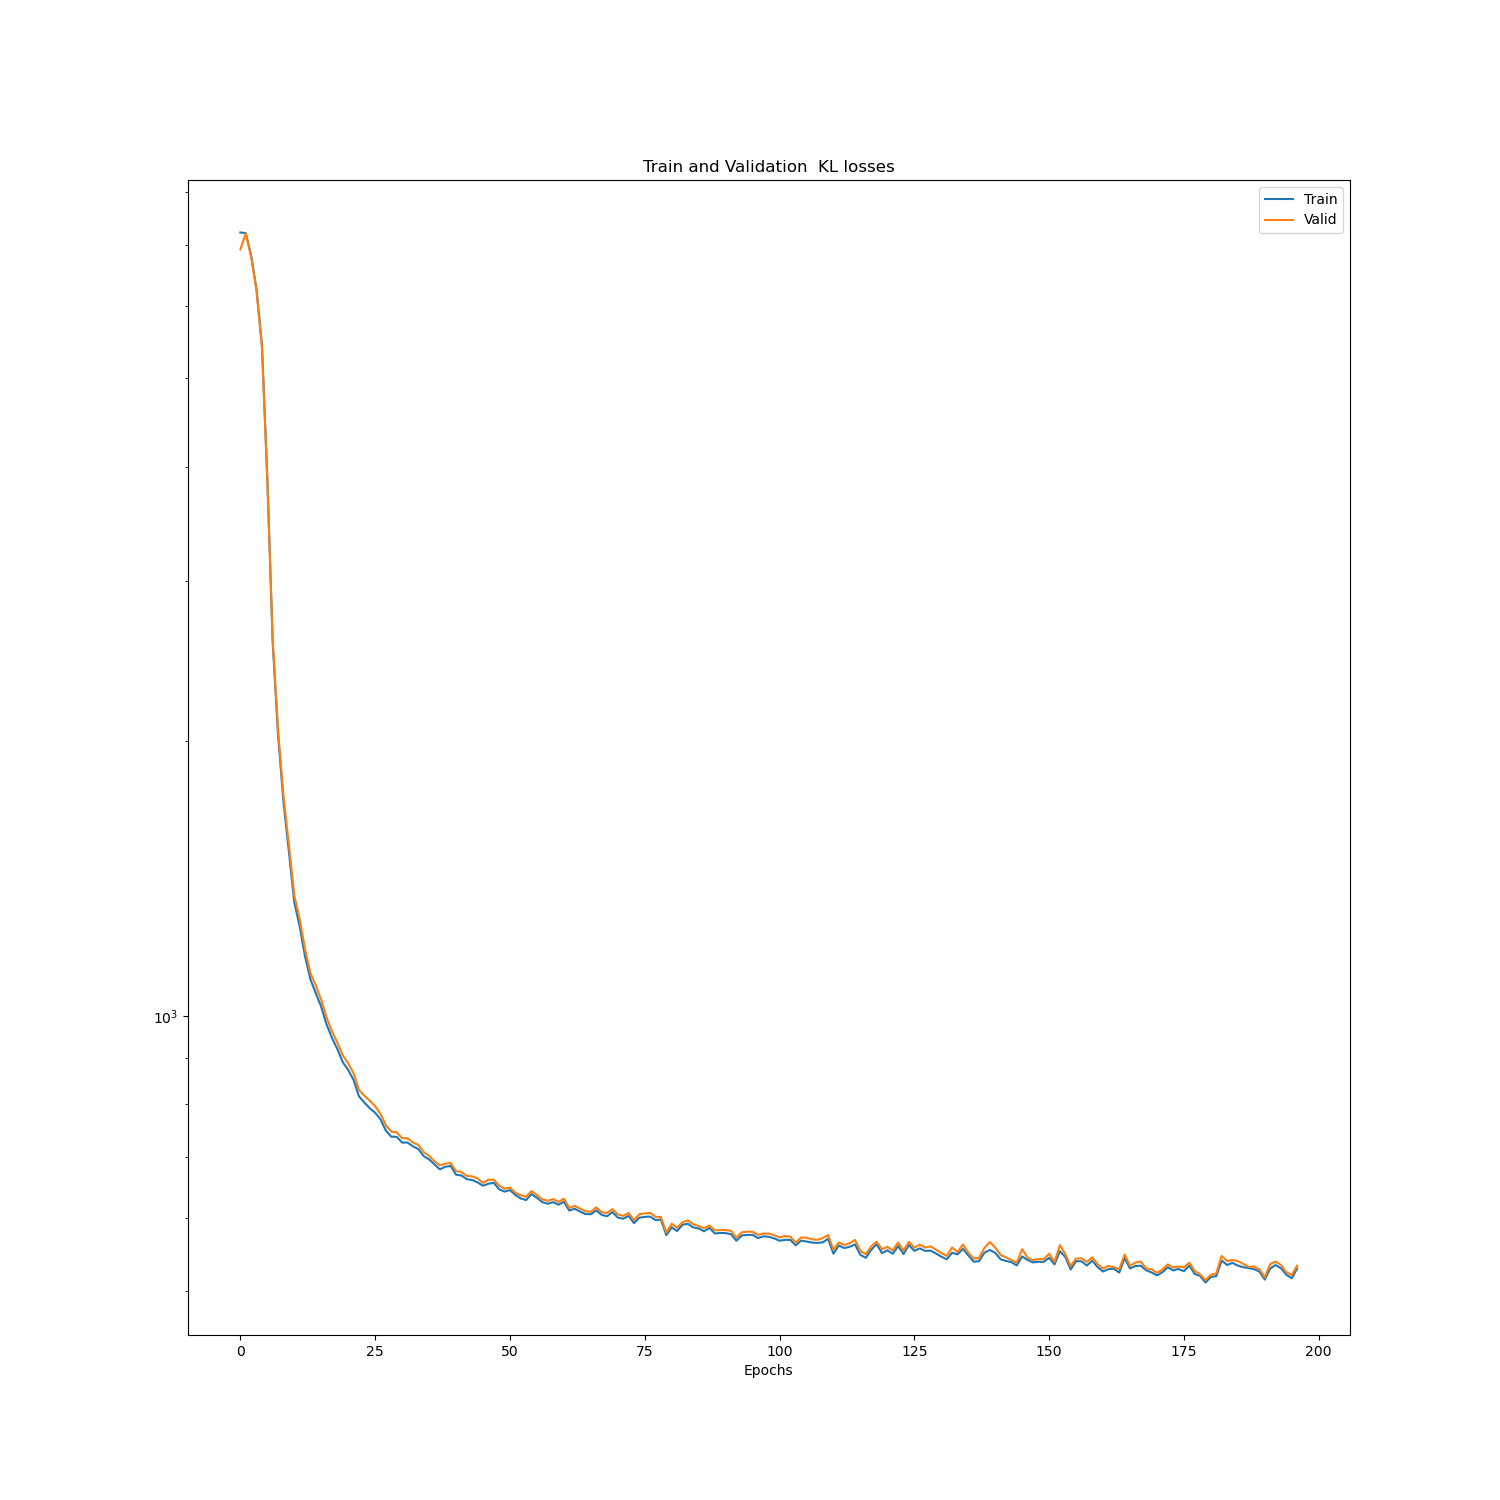 Train and Validation  KL losses
Train
Valid
10³
0 25 50 75 100 125 150 175 200
Epochs